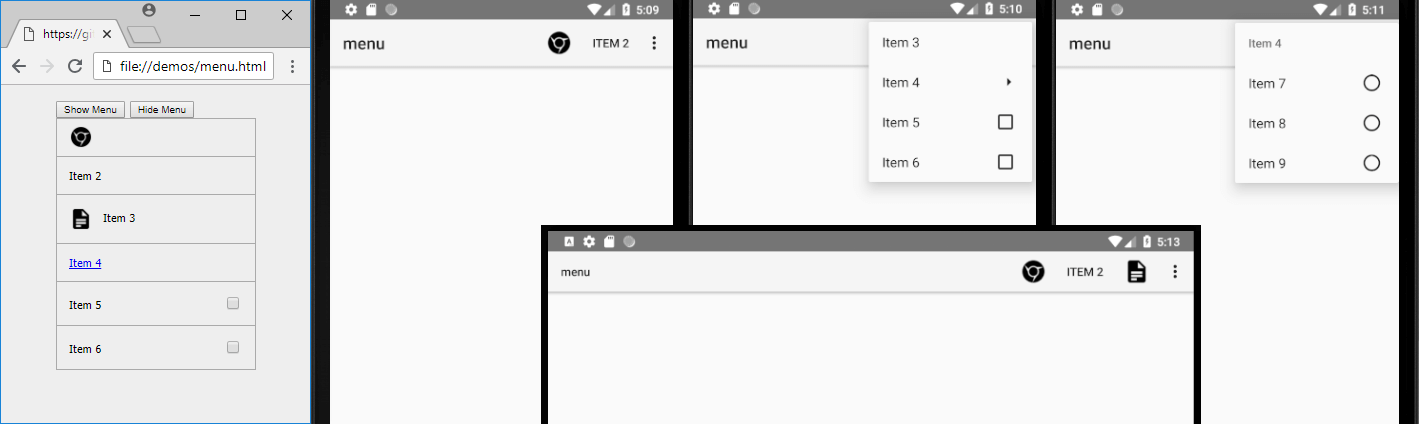 https://gi
file://demos/menu.html
Show Menu Hide Menu
Item 2
Item 3
Item 4
Item 5
Item 6
5:09
menu ITEM 2
5:10
menu
Item 3
Item 4
Item 5
Item 6
5:11
menu
Item 4
Item 7
Item 8
Item 9
A 5:13
menu ITEM 2